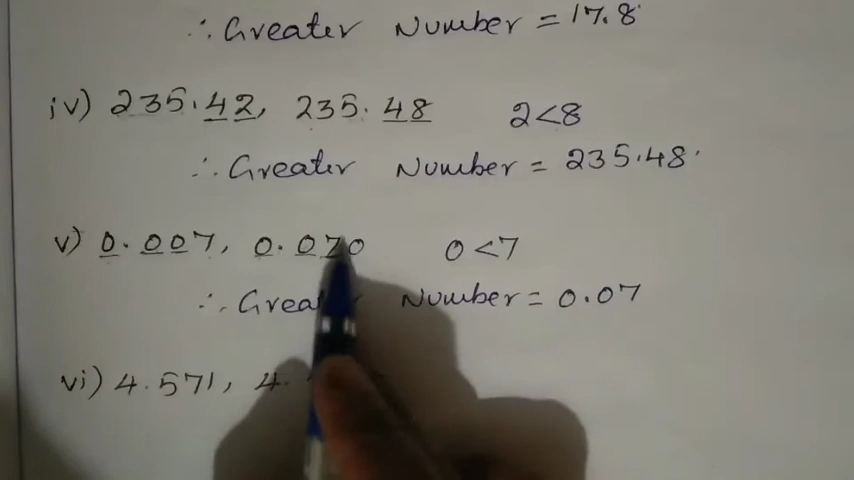 ∴ Greater Number = 17.8
iv) 235.42, 235.48 2<8
∴ Greater Number = 235.48
v) 0.007, 0.070 0<7
∴ Number = 0.07
vi) 4.571, 4.